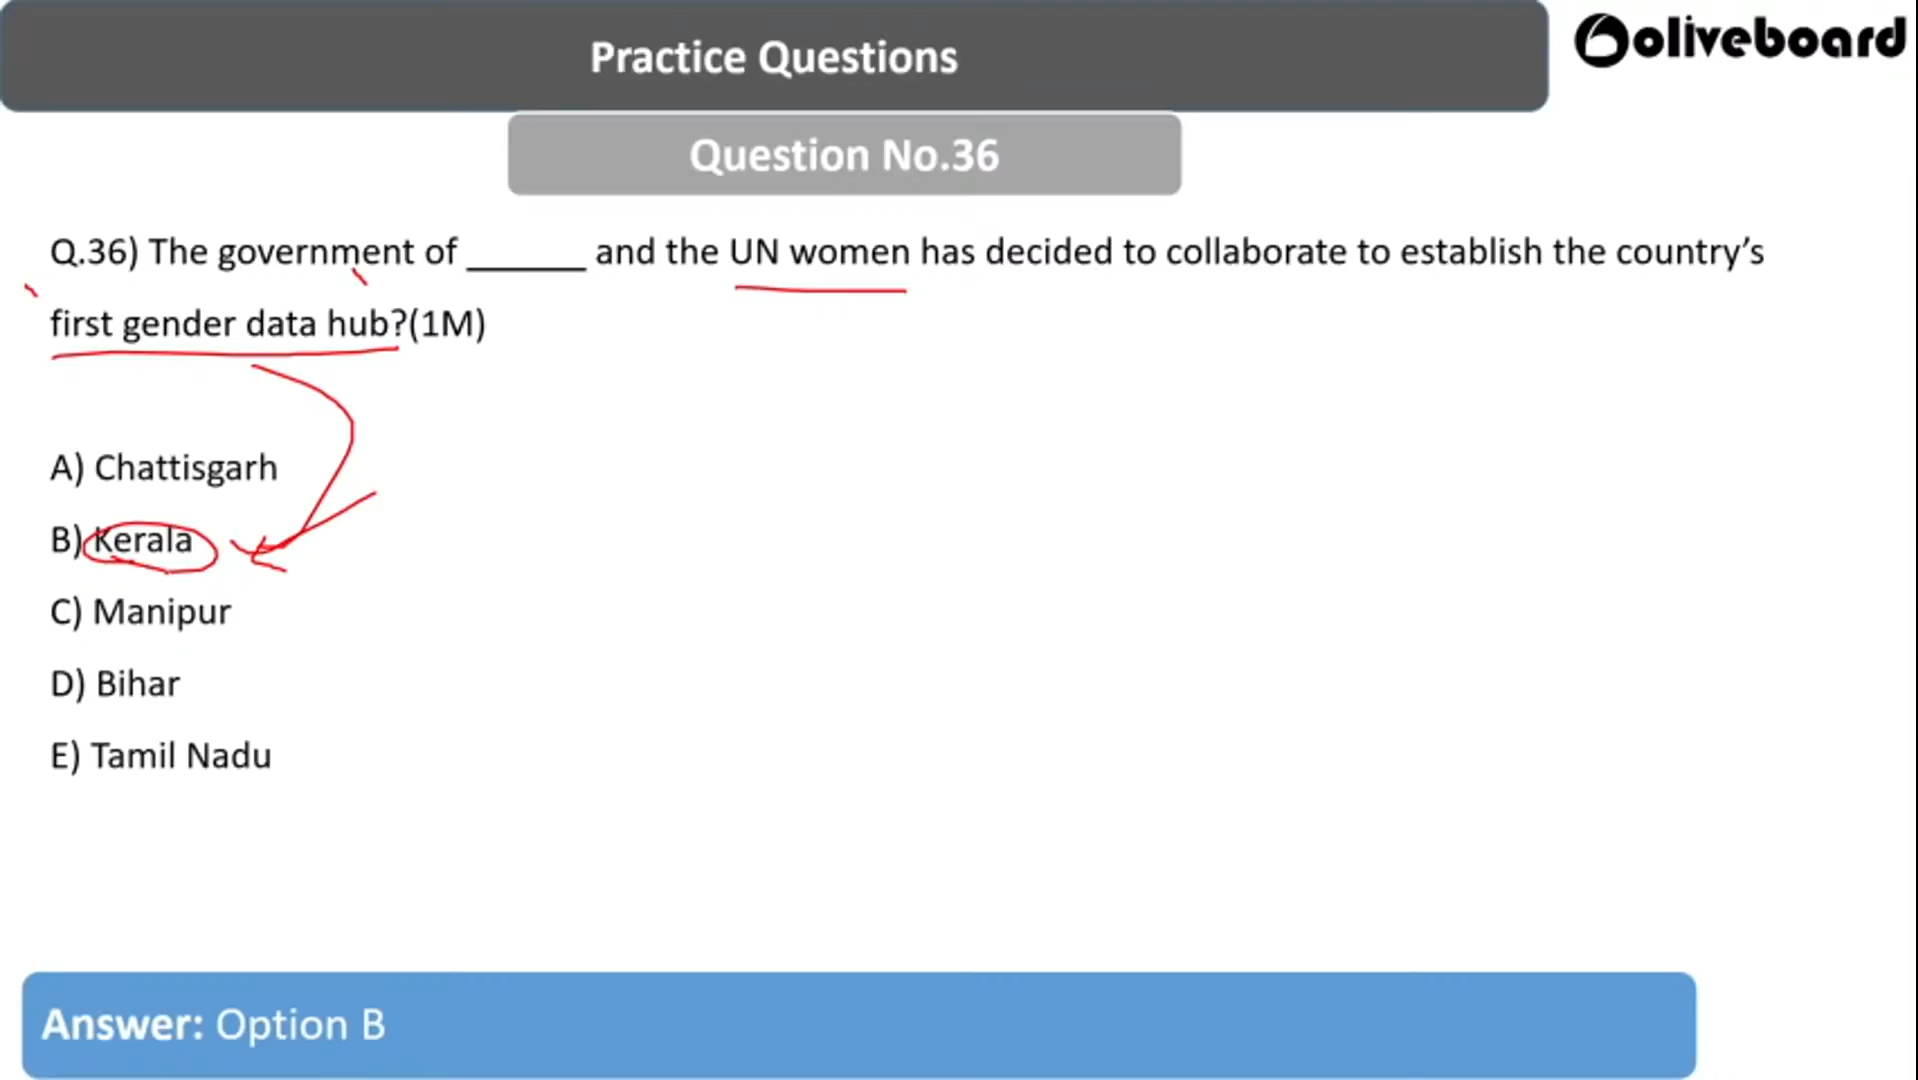 Practice Questions
oliveboard
Question No.36
Q.36) The government of ______ and the UN women has decided to collaborate to establish the country’s
first gender data hub?(1M)
A) Chattisgarh
B) Kerala
C) Manipur
D) Bihar
E) Tamil Nadu
Answer: Option B